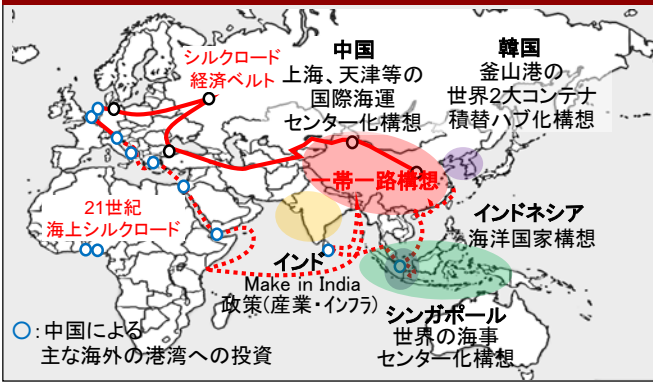 シルクロード
経済ベルト
中国
上海、天津等の
国際海運
センター化構想
韓国
釜山港の
世界2大コンテナ
積替ハブ化構想
一帯一路構想
21世紀
海上シルクロード
インド
Make in India
政策(産業・インフラ)
インドネシア
海洋国家構想
シンガポール
世界の海事
センター化構想
○:中国による
主な海外の港湾への投資